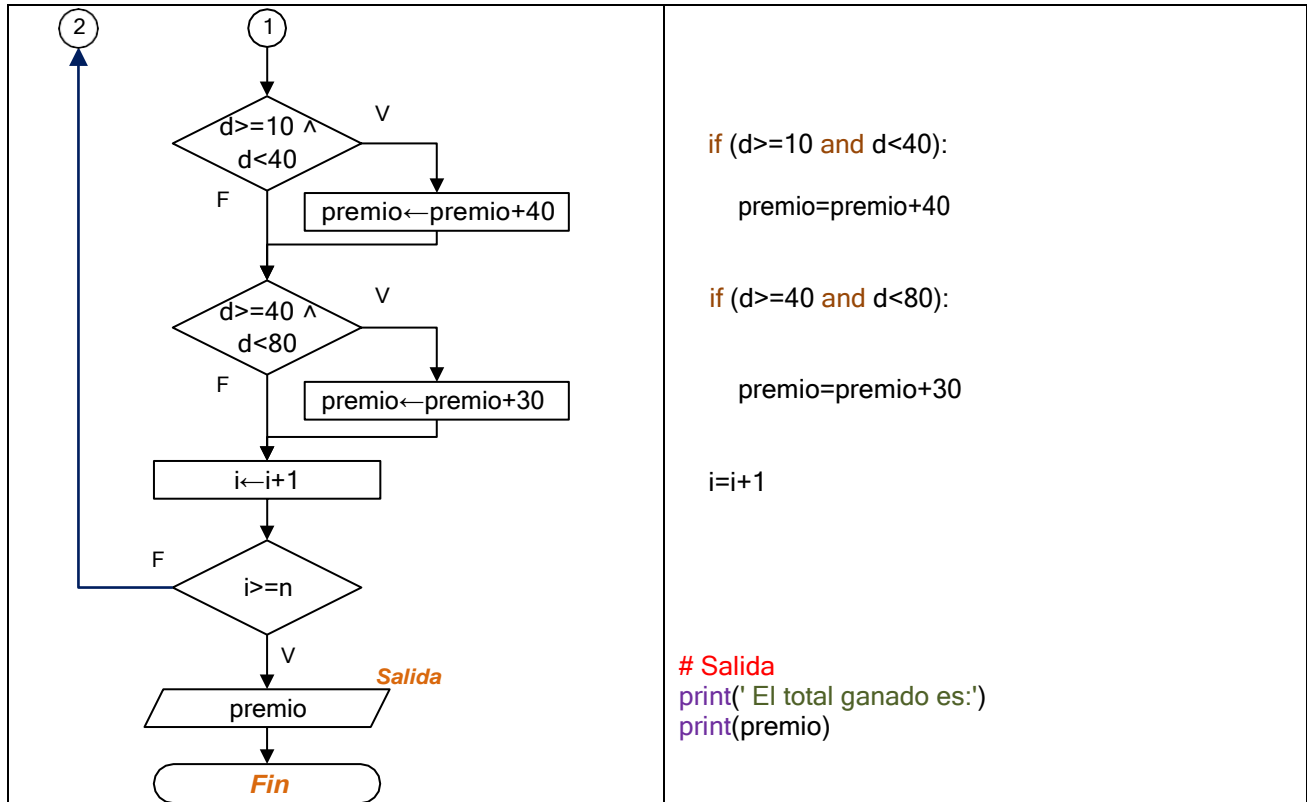 2
1
d>=10 ^
d<40
V
F
premio←premio+40
d>=40 ^
d<80
V
F
premio←premio+30
i←i+1
F
i>=n
V
Salida
premio
Fin
if (d>=10 and d<40):
premio=premio+40
if (d>=40 and d<80):
premio=premio+30
i=i+1
# Salida
print(' El total ganado es:')
print(premio)